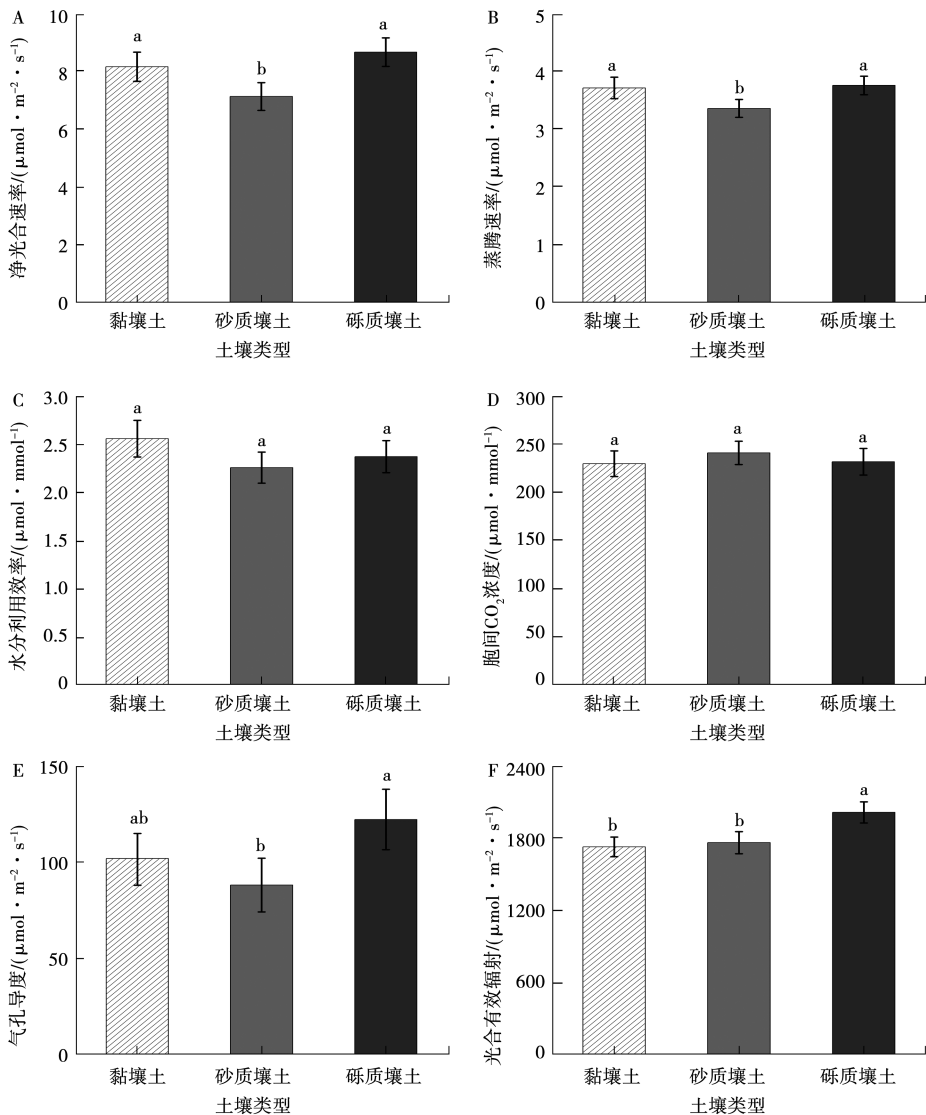 A
净光合速率/(μmol·m⁻²·s⁻¹)
10
8
6
4
2
0
a
b
a
黏壤土 砂质壤土 砾质壤土
土壤类型
B
蒸腾速率/(μmol·m⁻²·s⁻¹)
5
4
3
2
1
0
a
b
a
黏壤土 砂质壤土 砾质壤土
土壤类型
C
水分利用效率/(μmol·mmol⁻¹)
3.0
2.5
2.0
1.5
1.0
0.5
0
a
a
a
黏壤土 砂质壤土 砾质壤土
土壤类型
D
胞间CO₂浓度/(μmol·mmol⁻¹)
300
250
200
150
100
50
0
a
a
a
黏壤土 砂质壤土 砾质壤土
土壤类型
E
气孔导度/(μmol·m⁻²·s⁻¹)
150
100
50
0
ab
b
a
黏壤土 砂质壤土 砾质壤土
土壤类型
F
光合有效辐射/(μmol·m⁻²·s⁻¹)
2400
1800
1200
600
0
b
b
a
黏壤土 砂质壤土 砾质壤土
土壤类型